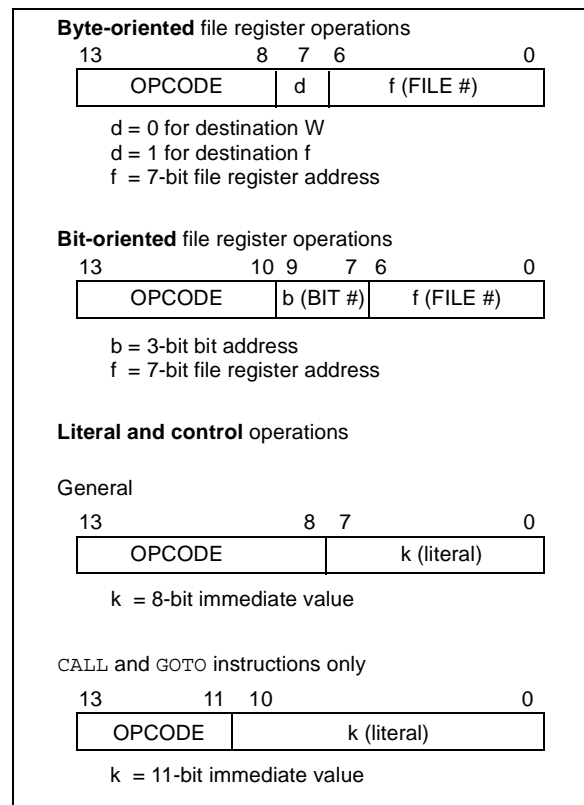 Byte-oriented file register operations
13 8 7 6 0
OPCODE d f (FILE #)
d = 0 for destination W
d = 1 for destination f
f = 7-bit file register address
Bit-oriented file register operations
13 10 9 7 6 0
OPCODE b (BIT #) f (FILE #)
b = 3-bit bit address
f = 7-bit file register address
Literal and control operations
General
13 8 7 0
OPCODE k (literal)
k = 8-bit immediate value
CALL and GOTO instructions only
13 11 10 0
OPCODE k (literal)
k = 11-bit immediate value